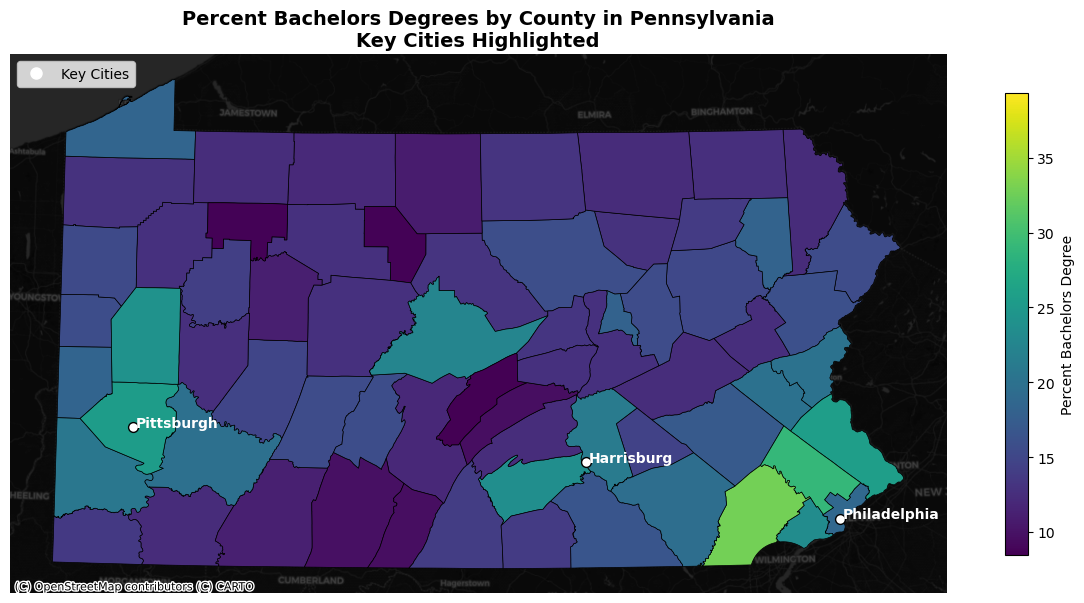 Percent Bachelors Degrees by County in Pennsylvania
Key Cities Highlighted
Key Cities
JAMESTOWN
ELMIRA
BINGHAMTON
Ashtabula
YOUNGSTOWN
Pittsburgh
Harrisburg
Philadelphia
WHEELING
NEW
WILMINGTON
CUMBERLAND
Hagerstown
(C) OpenStreetMap contributors (C) CARTO
35
30
25
20
15
10
Percent Bachelors Degree